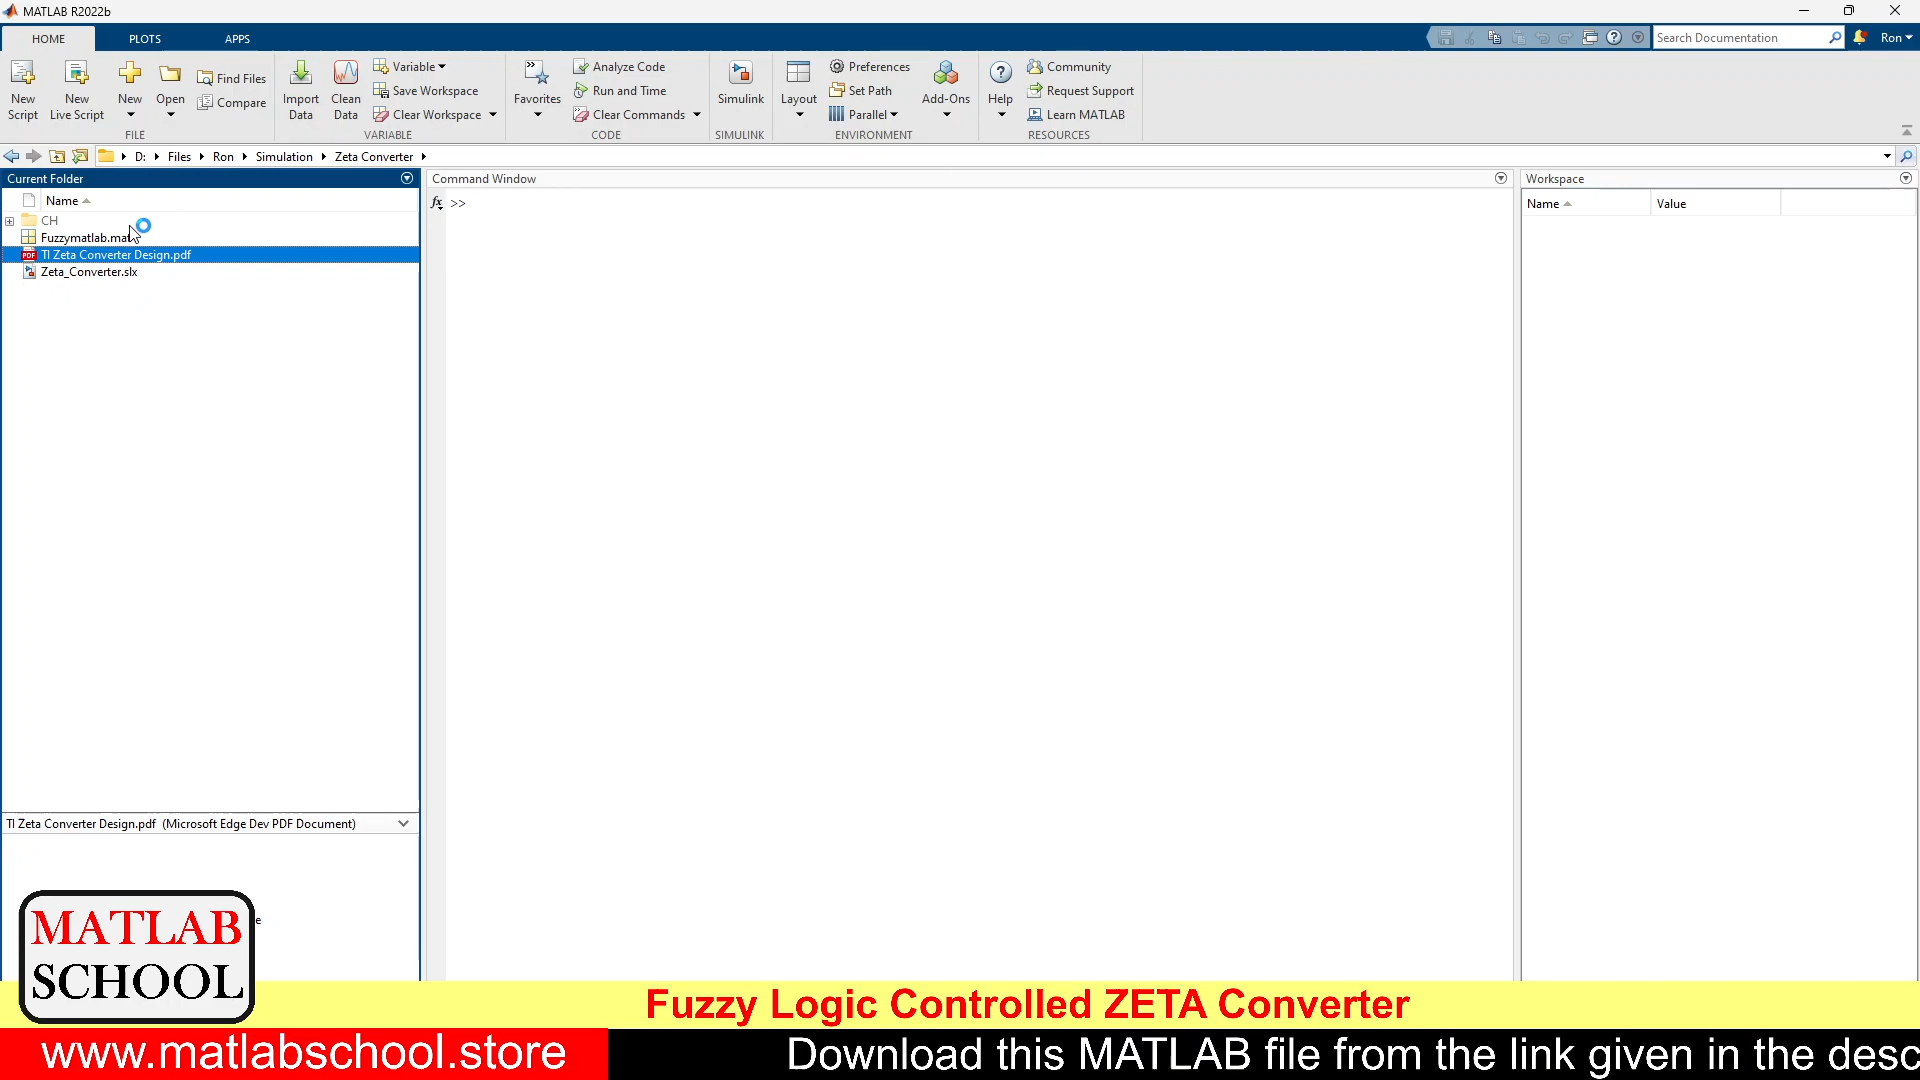 MATLAB R2022b
HOME PLOTS APPS
Search Documentation
Ron
New Script
New Live Script
New
Open
Find Files
Compare
FILE
Import Data
Clean Data
Variable
Save Workspace
Clear Workspace
VARIABLE
Favorites
Analyze Code
Run and Time
Clear Commands
CODE
Simulink
SIMULINK
Layout
Preferences
Set Path
Parallel
Add-Ons
ENVIRONMENT
Help
Community
Request Support
Learn MATLAB
RESOURCES
D: Files Ron Simulation Zeta Converter
Current Folder
Name
CH
Fuzzymatlab.mat
TI Zeta Converter Design.pdf
Zeta_Converter.slx
Command Window
fx >>
Workspace
Name Value
TI Zeta Converter Design.pdf (Microsoft Edge Dev PDF Document)
e
MATLAB
SCHOOL
Fuzzy Logic Controlled ZETA Converter
www.matlabschool.store
Download this MATLAB file from the link given in the desc